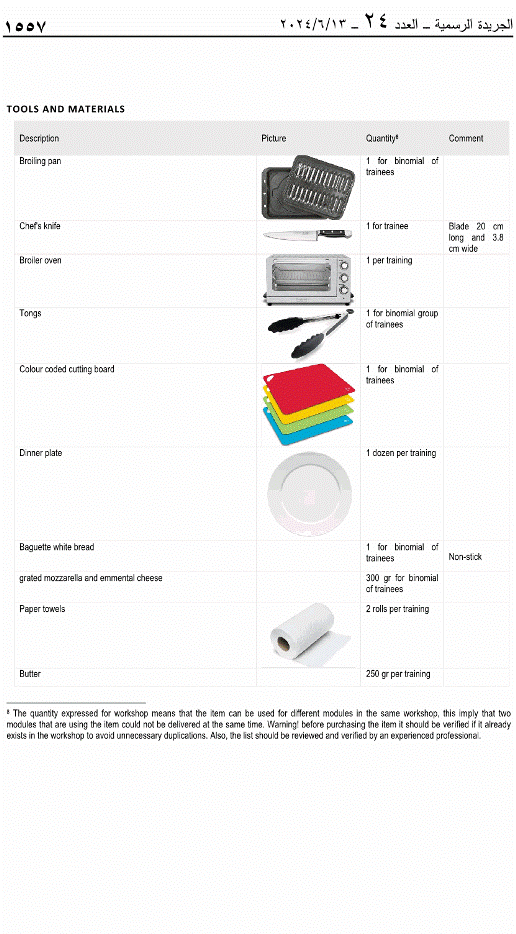 الجريدة الرسمية – العدد ٢٤ – ٢٠٢٤/٦/١٣
١٥٥٧
TOOLS AND MATERIALS
Description Picture Quantity⁸ Comment
Broiling pan 1 for binomial of
trainees
Chef's knife 1 for trainee Blade 20 cm
long and 3.8
cm wide
Broiler oven 1 per training
Tongs 1 for binomial group
of trainees
Colour coded cutting board 1 for binomial of
trainees
Dinner plate 1 dozen per training
Baguette white bread 1 for binomial of
trainees Non-stick
grated mozzarella and emmental cheese 300 gr for binomial
of trainees
Paper towels 2 rolls per training
Butter 250 gr per training
⁸ The quantity expressed for workshop means that the item can be used for different modules in the same workshop, this imply that two
modules that are using the item could not be delivered at the same time. Warning! before purchasing the item it should be verified if it already
exists in the workshop to avoid unnecessary duplications. Also, the list should be reviewed and verified by an experienced professional.